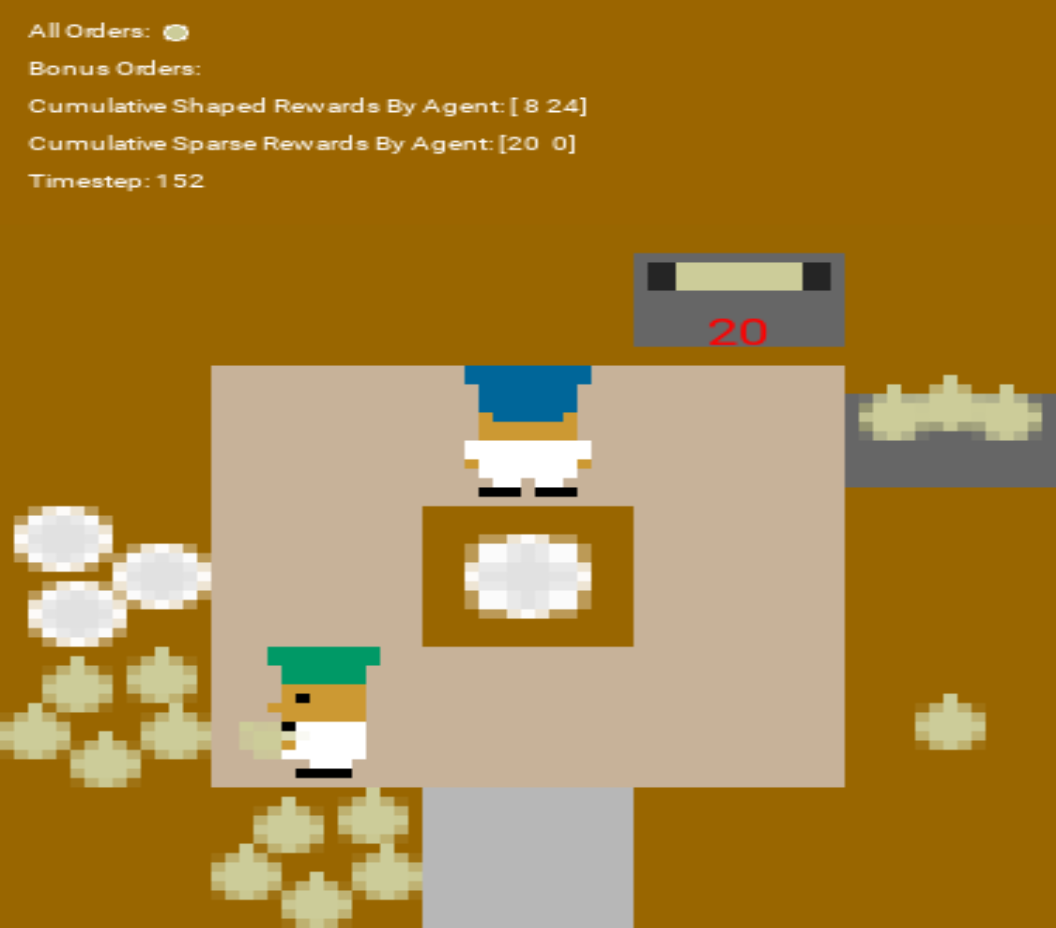 All Orders:
Bonus Orders:
Cumulative Shaped Rewards By Agent: [ 8 24]
Cumulative Sparse Rewards By Agent: [20  0]
Timestep: 152
20